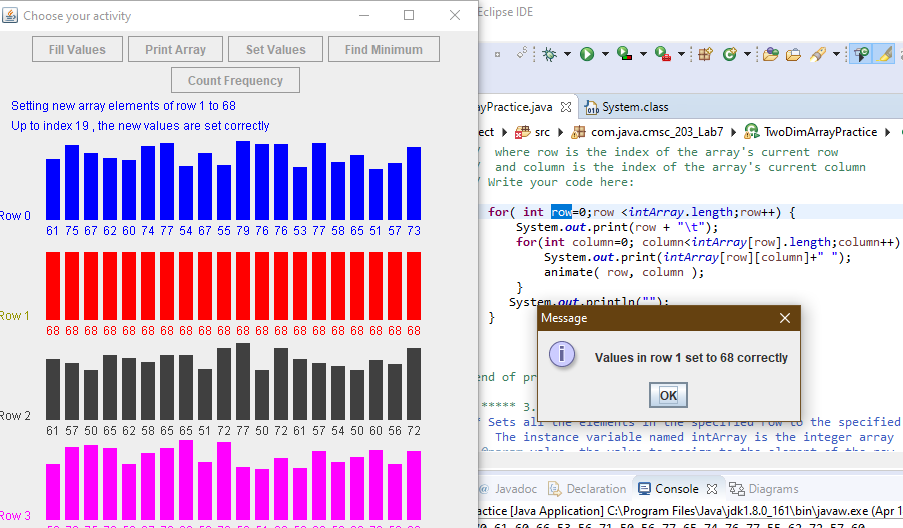 Choose your activity
Fill Values Print Array Set Values Find Minimum
Count Frequency
Setting new array elements of row 1 to 68
Up to index 19 , the new values are set correctly
Row 0
61 75 67 62 60 74 77 54 67 55 79 76 76 53 77 58 65 51 57 73
Row 1
68 68 68 68 68 68 68 68 68 68 68 68 68 68 68 68 68 68 68 68
Row 2
61 57 50 65 62 58 65 65 51 72 77 50 72 61 60 54 50 60 56 72
Row 3
Eclipse IDE
ayPractice.java System.class
ect src com.java.cmsc_203_Lab7 TwoDimArrayPractice
/ where row is the index of the array's current row
/ and column is the index of the array's current column
/ Write your code here:
for( int row=0;row <intArray.length;row++) {
System.out.print(row + "\t");
for(int column=0; column<intArray[row].length;column++)
System.out.print(intArray[row][column]+" ");
animate( row, column );
}
System.out.println("");
}
Message
Values in row 1 set to 68 correctly
OK
end of pr
***** 3.
* Sets all the elements in the specified row to the specified
The instance variable named intArray is the integer array
Javadoc Declaration Console Diagrams
actice [Java Application] C:\Program Files\Java\jdk1.8.0_161\bin\javaw.exe (Apr 1